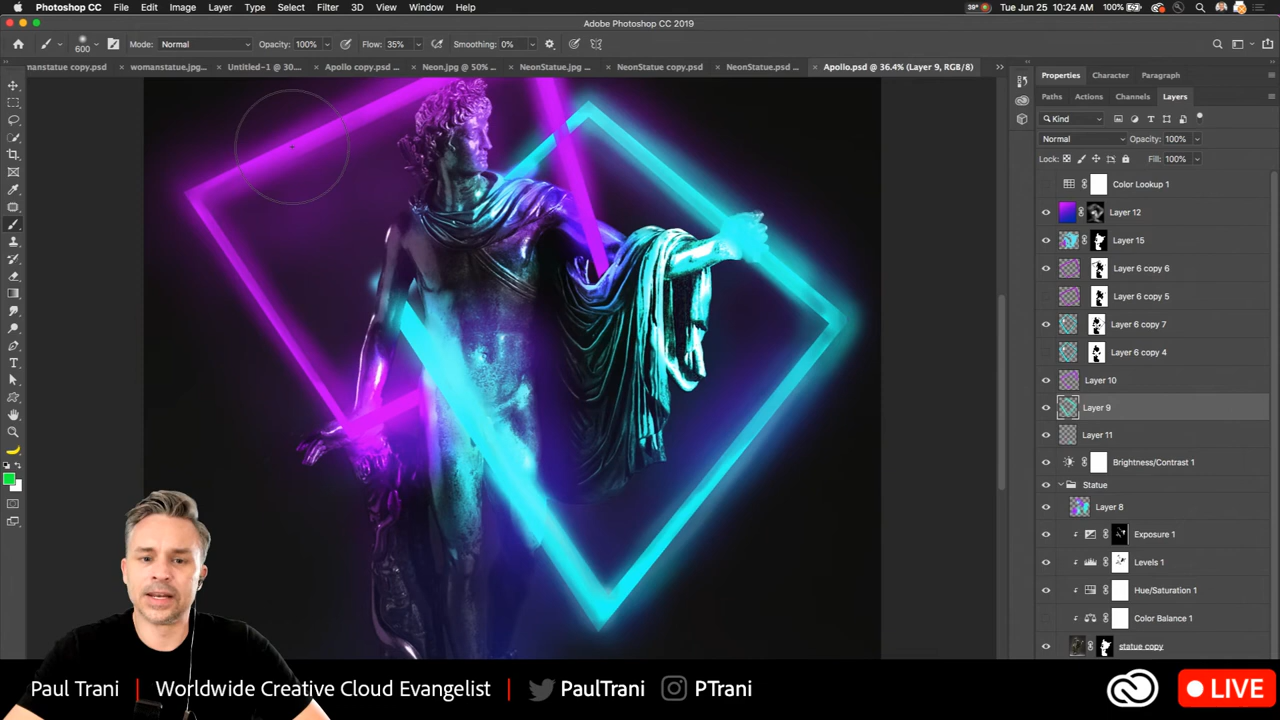 Photoshop CC File Edit Image Layer Type Select Filter 3D View Window Help 39° Tue Jun 25 10:24 AM 100%
Adobe Photoshop CC 2019
600 Mode: Normal Opacity: 100% Flow: 35% Smoothing: 0%
manstatue copy.psd × womanstatue.jpg... × Untitled-1 @ 30.... × Apollo copy.psd ... × Neon.jpg @ 50% ... × NeonStatue.jpg ... × NeonStatue copy.psd × NeonStatue.psd ... × Apollo.psd @ 36.4% (Layer 9, RGB/8) »
Properties Character Paragraph
Paths Actions Channels Layers
Kind
Normal Opacity: 100%
Lock: Fill: 100%
Color Lookup 1
Layer 12
Layer 15
Layer 6 copy 6
Layer 6 copy 5
Layer 6 copy 7
Layer 6 copy 4
Layer 10
Layer 9
Layer 11
Brightness/Contrast 1
Statue
Layer 8
Exposure 1
Levels 1
Hue/Saturation 1
Color Balance 1
statue copy
Paul Trani | Worldwide Creative Cloud Evangelist | PaulTrani PTrani LIVE